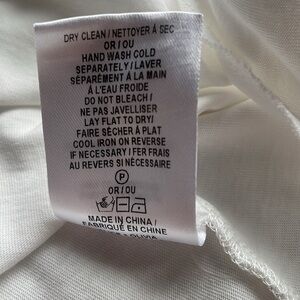 DRY CLEAN / NETTOYER À SEC
OR / OU
HAND WASH COLD
SEPARATELY / LAVER
SÉPARÉMENT À LA MAIN
À L'EAU FROIDE
DO NOT BLEACH /
NE PAS JAVELLISER
LAY FLAT TO DRY/
FAIRE SÈCHER À PLAT
COOL IRON ON REVERSE
IF NECESSARY / FER FRAIS
AU REVERS SI NÉCESSAIRE
P
OR / OU
MADE IN CHINA /
FABRIQUÉ EN CHINE
OLIVIA